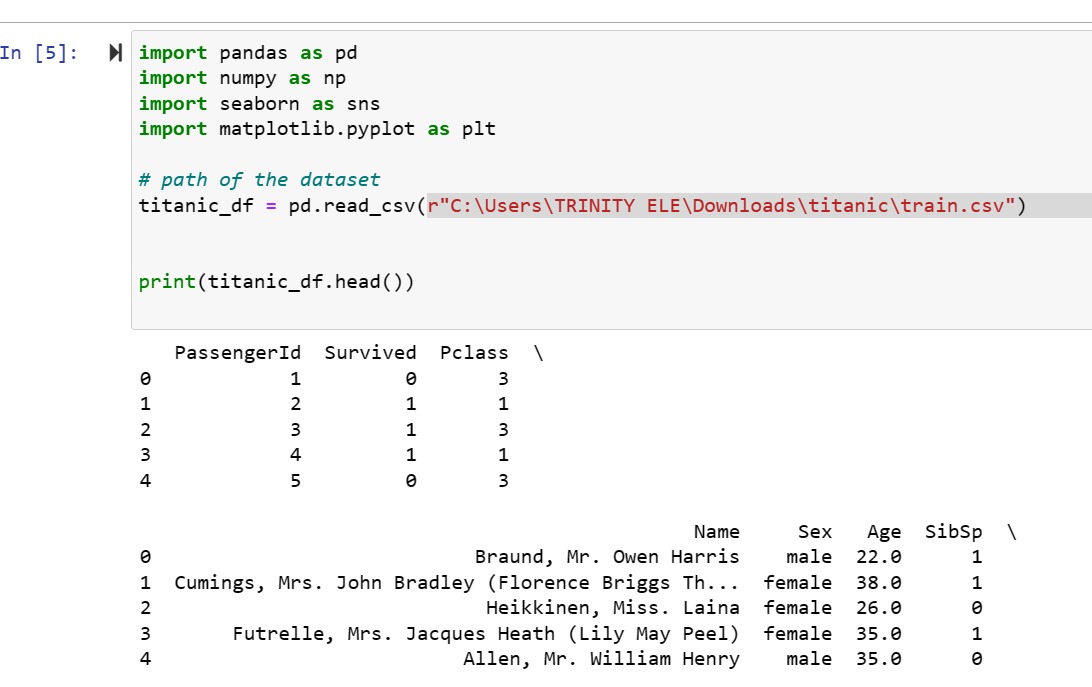 In [5]:
import pandas as pd
import numpy as np
import seaborn as sns
import matplotlib.pyplot as plt
# path of the dataset
titanic_df = pd.read_csv(r"C:\Users\TRINITY ELE\Downloads\titanic\train.csv")
print(titanic_df.head())
PassengerId Survived Pclass \
0 1 0 3
1 2 1 1
2 3 1 3
3 4 1 1
4 5 0 3
Name Sex Age SibSp \
0 Braund, Mr. Owen Harris male 22.0 1
1 Cumings, Mrs. John Bradley (Florence Briggs Th... female 38.0 1
2 Heikkinen, Miss. Laina female 26.0 0
3 Futrelle, Mrs. Jacques Heath (Lily May Peel) female 35.0 1
4 Allen, Mr. William Henry male 35.0 0